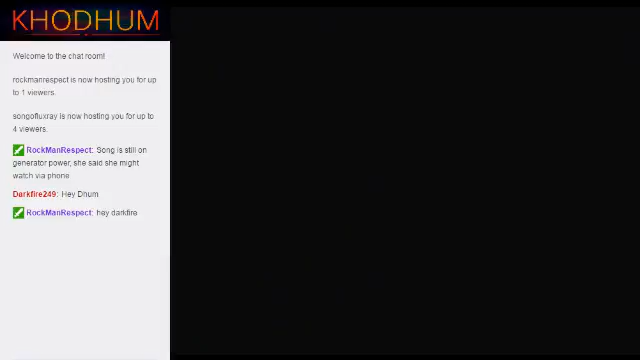 KHODHUM
Welcome to the chat room!
rockmanrespect is now hosting you for up
to 1 viewers.
songofluxray is now hosting you for up to
4 viewers.
RockManRespect: Song is still on
generator power, she said she might
watch via phone
Darkfire249: Hey Dhum
RockManRespect: hey darkfire